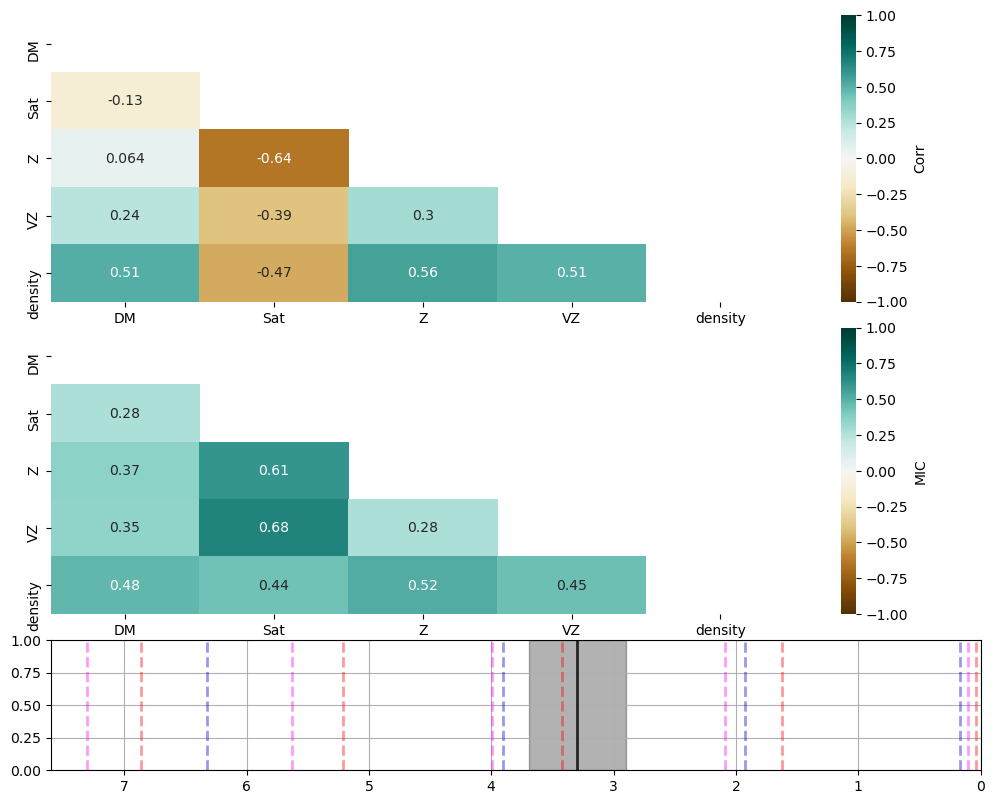 DM
Sat
-0.13
Z
0.064 -0.64
VZ
0.24 -0.39 0.3
density
0.51 -0.47 0.56 0.51
DM Sat Z VZ density
1.00
0.75
0.50
0.25
0.00
−0.25
−0.50
−0.75
−1.00
Corr
DM
Sat
0.28
Z
0.37 0.61
VZ
0.35 0.68 0.28
density
0.48 0.44 0.52 0.45
DM Sat Z VZ density
1.00
0.75
0.50
0.25
0.00
−0.25
−0.50
−0.75
−1.00
MIC
1.00
0.75
0.50
0.25
0.00
7 6 5 4 3 2 1 0